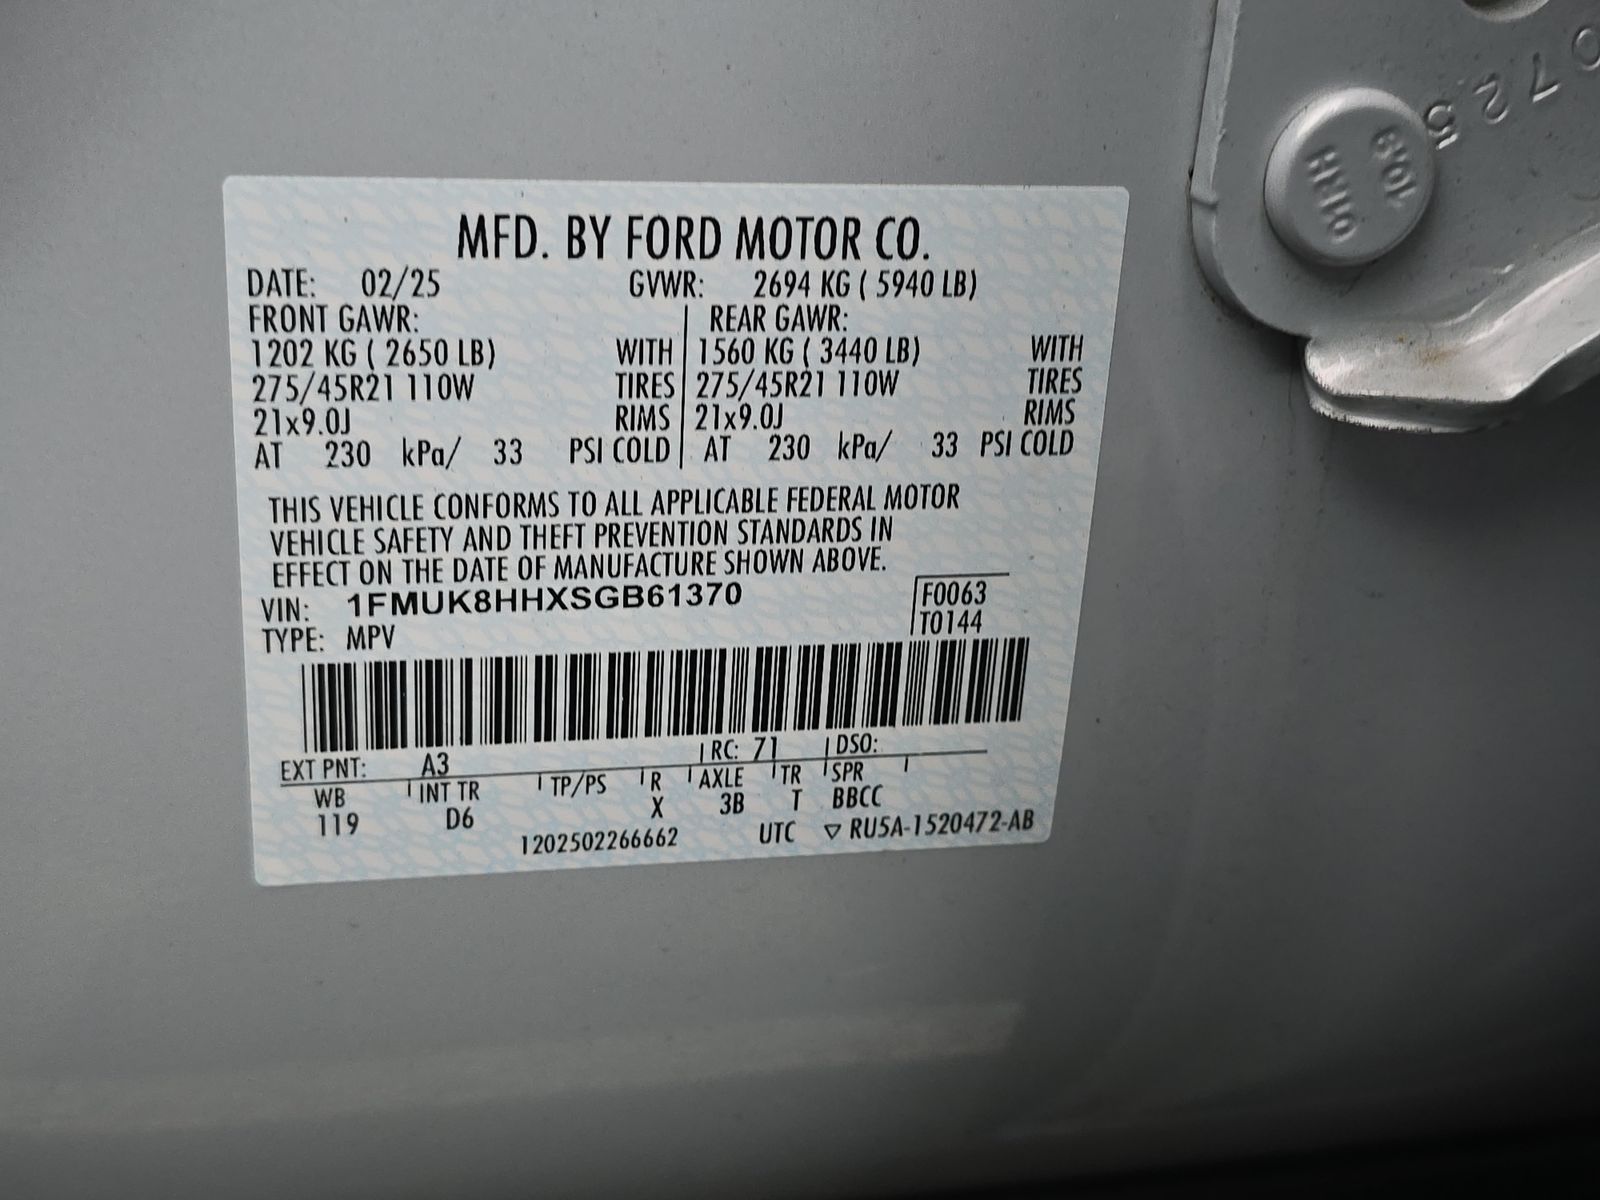 MFD. BY FORD MOTOR CO.
DATE: 02/25 GVWR: 2694 KG ( 5940 LB)
FRONT GAWR: REAR GAWR:
1202 KG ( 2650 LB) WITH 1560 KG ( 3440 LB) WITH
275/45R21 110W TIRES 275/45R21 110W TIRES
21x9.0J RIMS 21x9.0J RIMS
AT 230 kPa/ 33 PSI COLD AT 230 kPa/ 33 PSI COLD
THIS VEHICLE CONFORMS TO ALL APPLICABLE FEDERAL MOTOR
VEHICLE SAFETY AND THEFT PREVENTION STANDARDS IN
EFFECT ON THE DATE OF MANUFACTURE SHOWN ABOVE.
VIN: 1FMUK8HHXSGB61370 F0063
TYPE: MPV T0144
EXT PNT: A3 RC: 71 DSO:
WB INT TR TP/PS R AXLE TR SPR
119 D6 X 3B T BBCC
1202502266662 UTC ▽ RU5A-1520472-AB
10.9